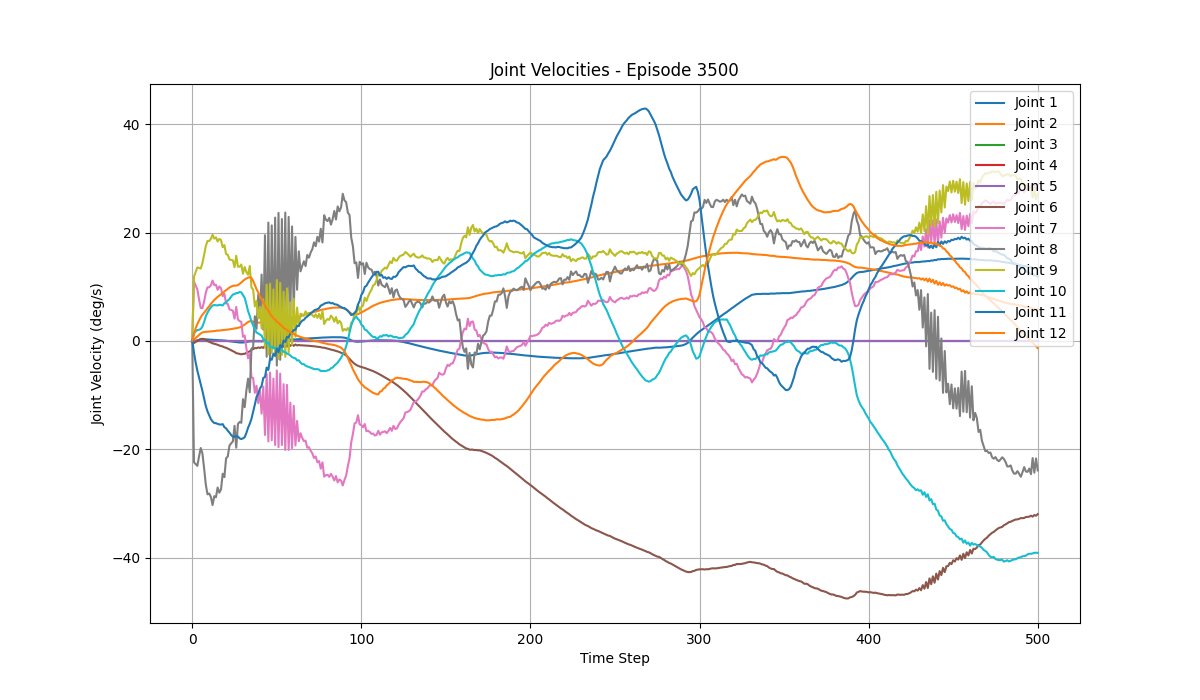 Joint Velocities - Episode 3500
Joint Velocity (deg/s)
40
20
0
−20
−40
0
100
200
300
400
500
Time Step
Joint 1
Joint 2
Joint 3
Joint 4
Joint 5
Joint 6
Joint 7
Joint 8
Joint 9
Joint 10
Joint 11
Joint 12